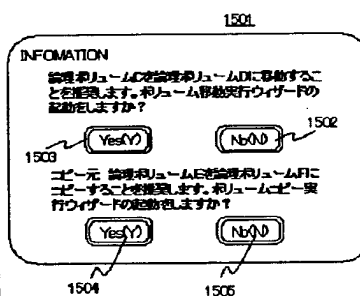 1501
INFOMATION
論理ボリュームCを論理ボリュームDに移動するこ
とを推奨します。ボリューム移動実行ウィザードの
起動をしますか?
1503
Yes(Y)
No(N)
1502
コピー元 論理ボリュームEを論理ボリュームFに
コピーすることを推奨します。ボリュームコピー実
行ウィザードの起動をしますか?
Yes(Y)
No(N)
1504
1505